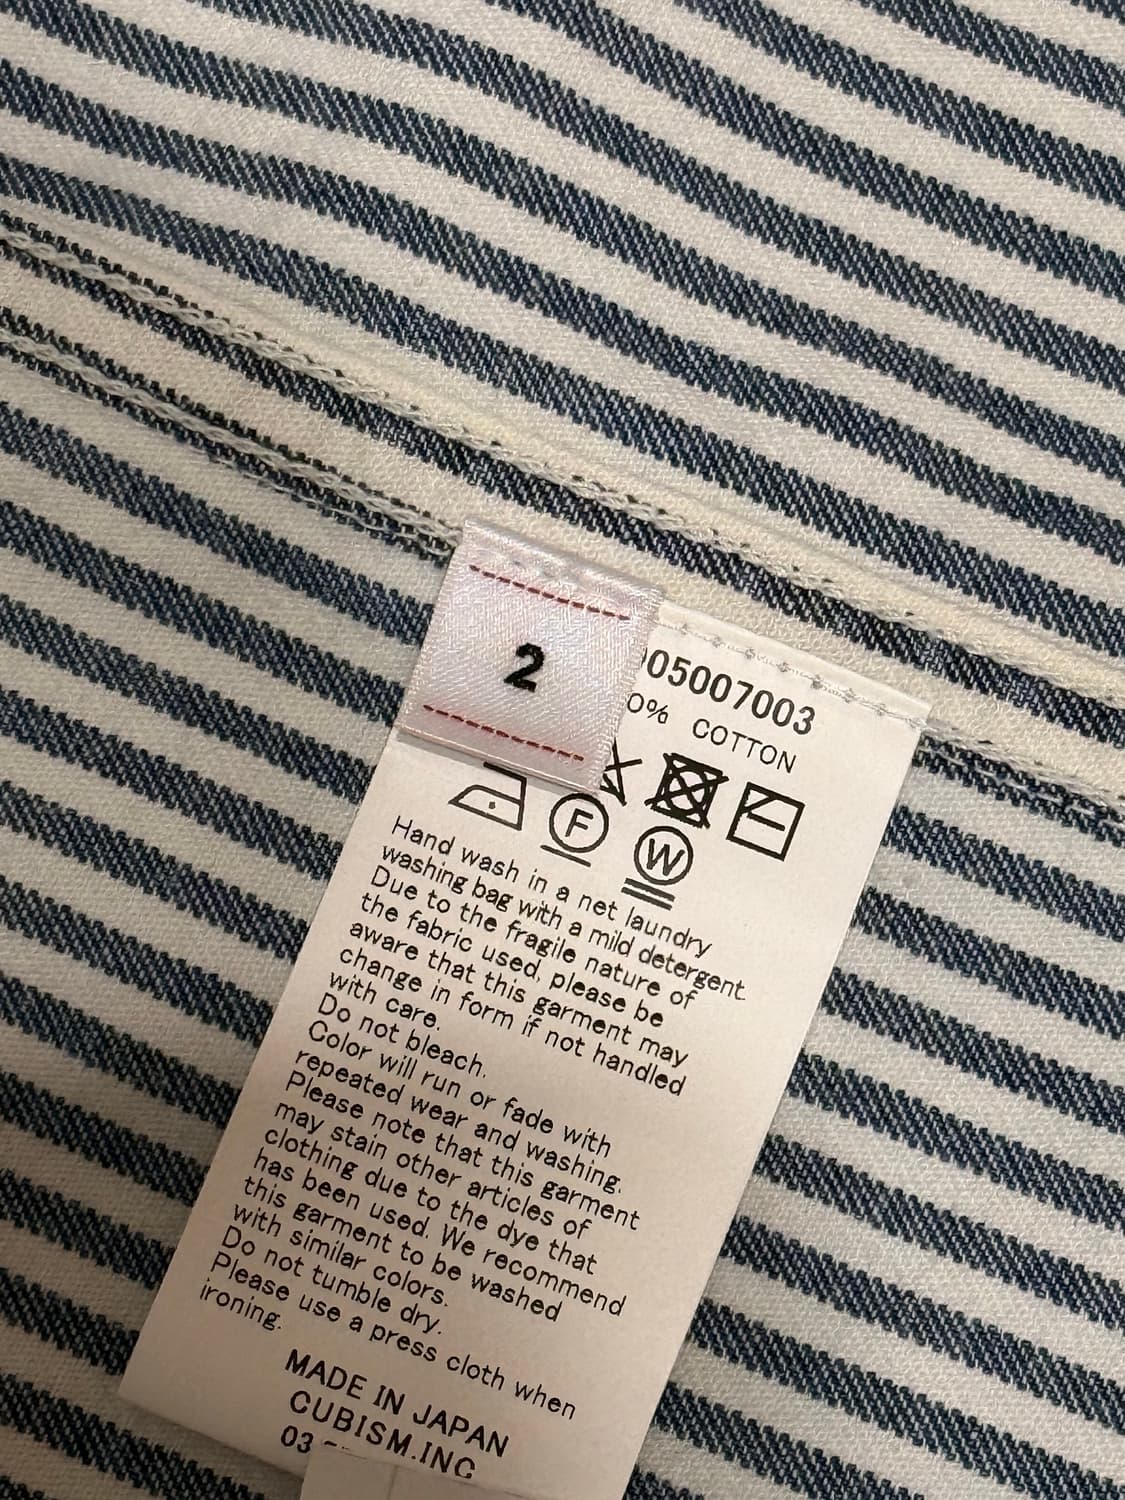 2
05007003
0% COTTON
F
W
Hand wash in a net laundry
washing bag with a mild detergent.
Due to the fragile nature of
the fabric used, please be
aware that this garment may
change in form if not handled
with care.
Do not bleach.
Color will run or fade with
repeated wear and washing.
Please note that this garment
may stain other articles of
clothing due to the dye that
has been used. We recommend
this garment to be washed
with similar colors.
Do not tumble dry.
Please use a press cloth when
ironing.
MADE IN JAPAN
CUBISM.INC
03